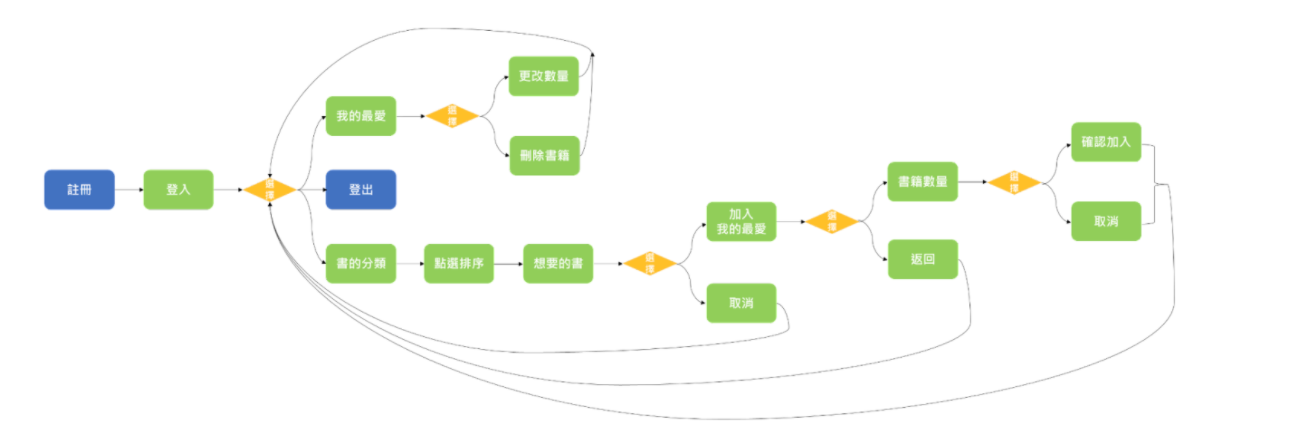 註冊
登入
選
擇
我的最愛
選
擇
更改數量
刪除書籍
登出
書的分類
點選排序
想要的書
選
擇
加入
我的最愛
取消
選
擇
書籍數量
返回
選
擇
確認加入
取消